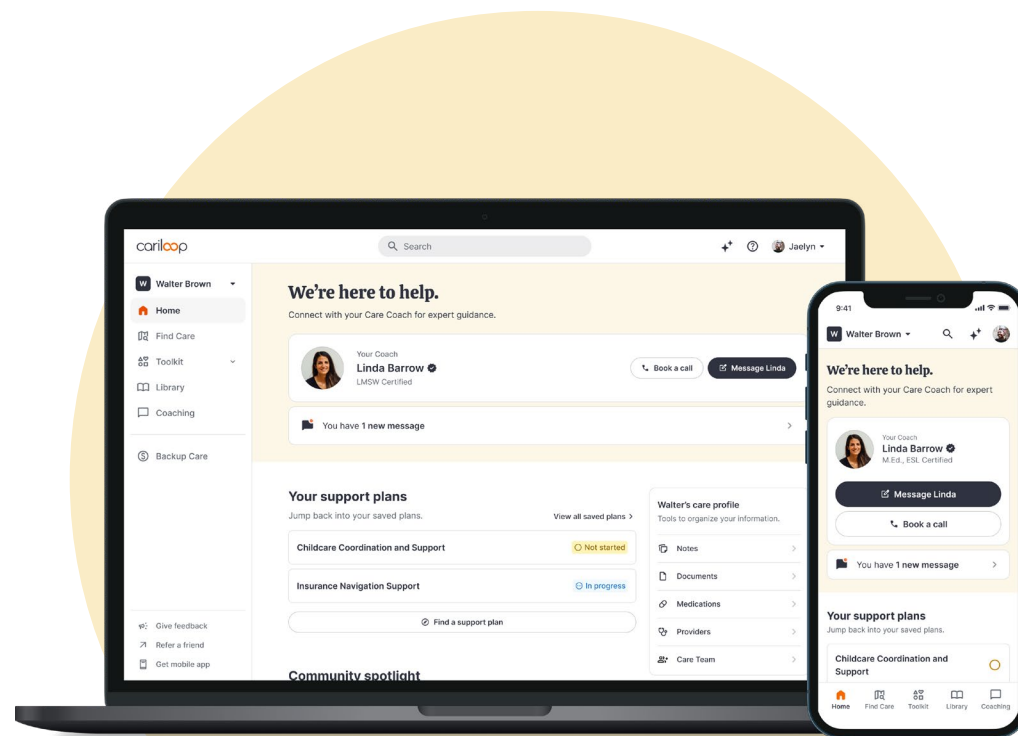 cariloop
Search
Jaelyn
W Walter Brown
Home
Find Care
Toolkit
Library
Coaching
Backup Care
Give feedback
Refer a friend
Get mobile app
We're here to help.
Connect with your Care Coach for expert guidance.
Your Coach
Linda Barrow
LMSW Certified
Book a call
Message Linda
You have 1 new message
Your support plans
Jump back into your saved plans.
View all saved plans
Childcare Coordination and Support
Not started
Insurance Navigation Support
In progress
Find a support plan
Community spotlight
Walter's care profile
Tools to organize your information.
Notes
Documents
Medications
Providers
Care Team
9:41
W Walter Brown
We're here to help.
Connect with your Care Coach for expert
guidance.
Your Coach
Linda Barrow
M.Ed., ESL Certified
Message Linda
Book a call
You have 1 new message
Your support plans
Jump back into your saved plans.
Childcare Coordination and
Support
Home
Find Care
Toolkit
Library
Coaching